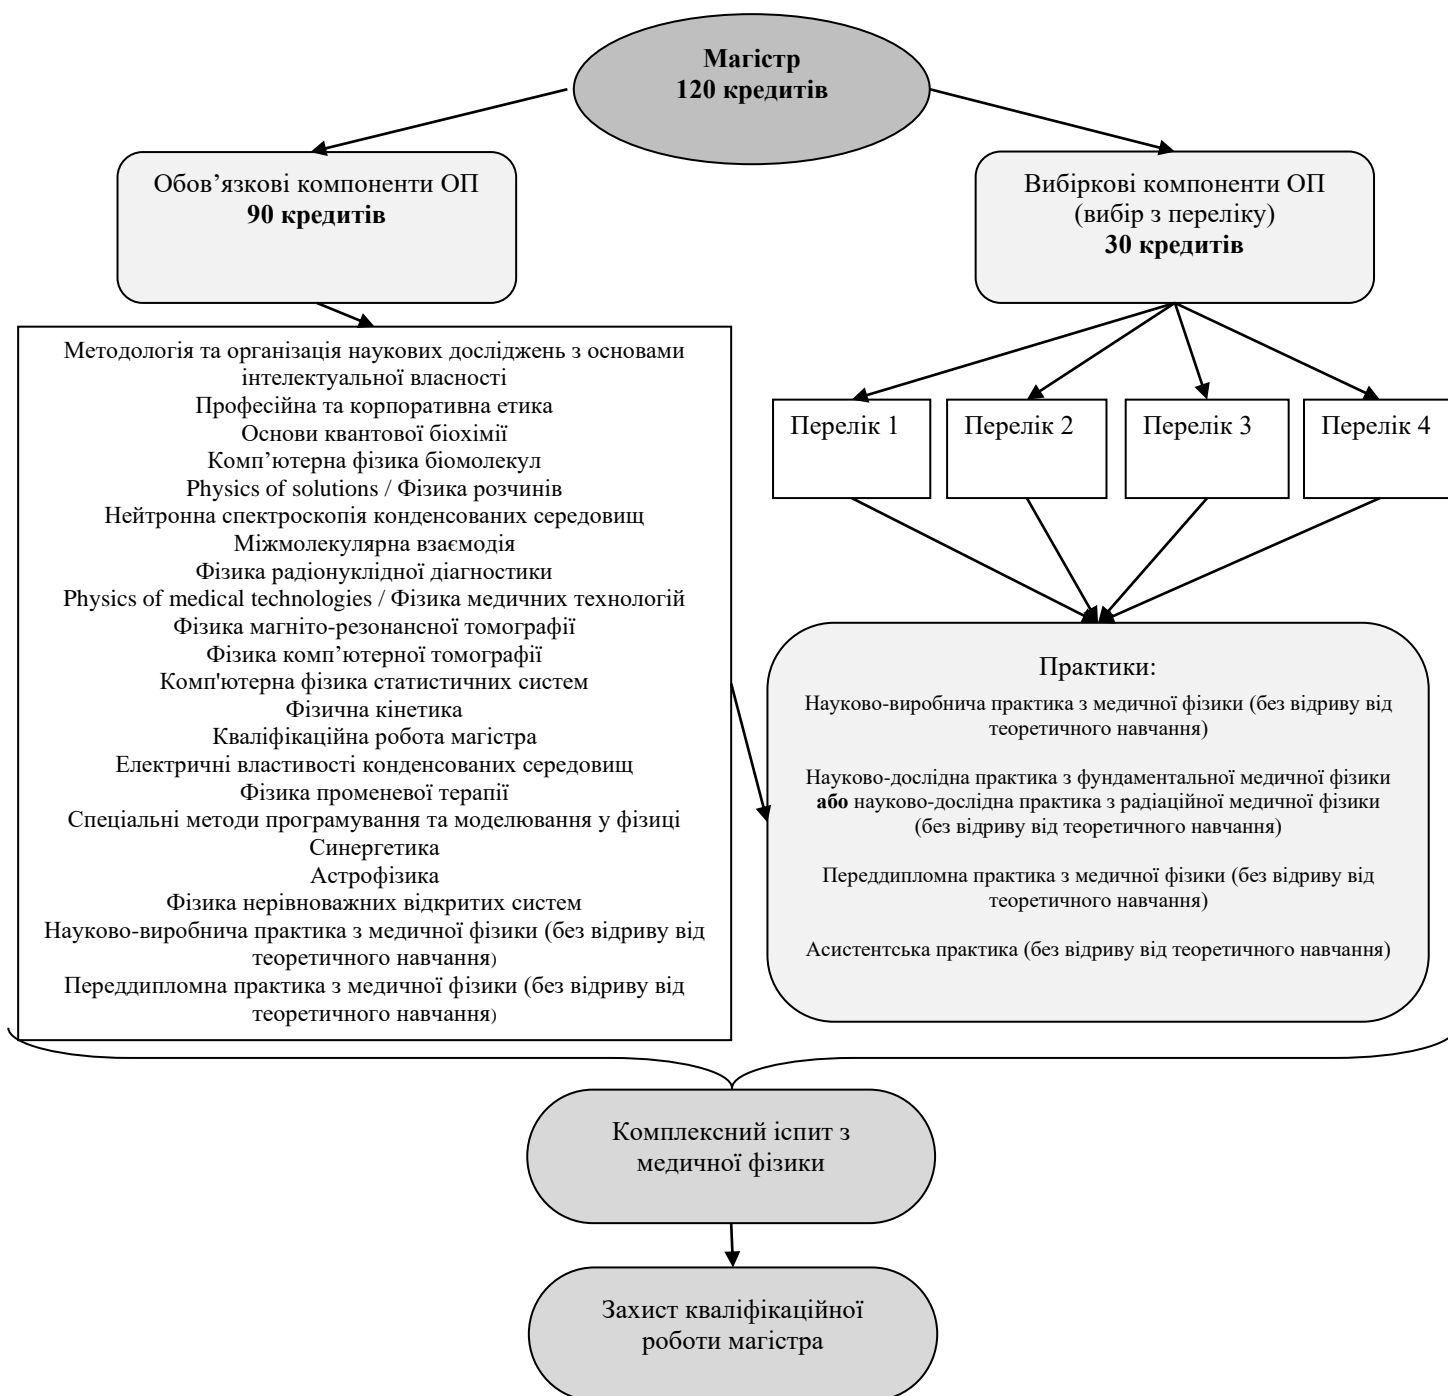 Магістр
120 кредитів
Обов’язкові компоненти ОП
90 кредитів
Вибіркові компоненти ОП
(вибір з переліку)
30 кредитів
Методологія та організація наукових досліджень з основами
інтелектуальної власності
Професійна та корпоративна етика
Основи квантової біохімії
Комп’ютерна фізика біомолекул
Physics of solutions / Фізика розчинів
Нейтронна спектроскопія конденсованих середовищ
Міжмолекулярна взаємодія
Фізика радіонуклідної діагностики
Physics of medical technologies / Фізика медичних технологій
Фізика магніто-резонансної томографії
Фізика комп’ютерної томографії
Комп'ютерна фізика статистичних систем
Фізична кінетика
Кваліфікаційна робота магістра
Електричні властивості конденсованих середовищ
Фізика променевої терапії
Спеціальні методи програмування та моделювання у фізиці
Синергетика
Астрофізика
Фізика нерівноважних відкритих систем
Науково-виробнича практика з медичної фізики (без відриву від
теоретичного навчання)
Переддипломна практика з медичної фізики (без відриву від
теоретичного навчання)
Перелік 1
Перелік 2
Перелік 3
Перелік 4
Практики:
Науково-виробнича практика з медичної фізики (без відриву від
теоретичного навчання)
Науково-дослідна практика з фундаментальної медичної фізики
або науково-дослідна практика з радіаційної медичної фізики
(без відриву від теоретичного навчання)
Переддипломна практика з медичної фізики (без відриву від
теоретичного навчання)
Асистентська практика (без відриву від теоретичного навчання)
Комплексний іспит з
медичної фізики
Захист кваліфікаційної
роботи магістра